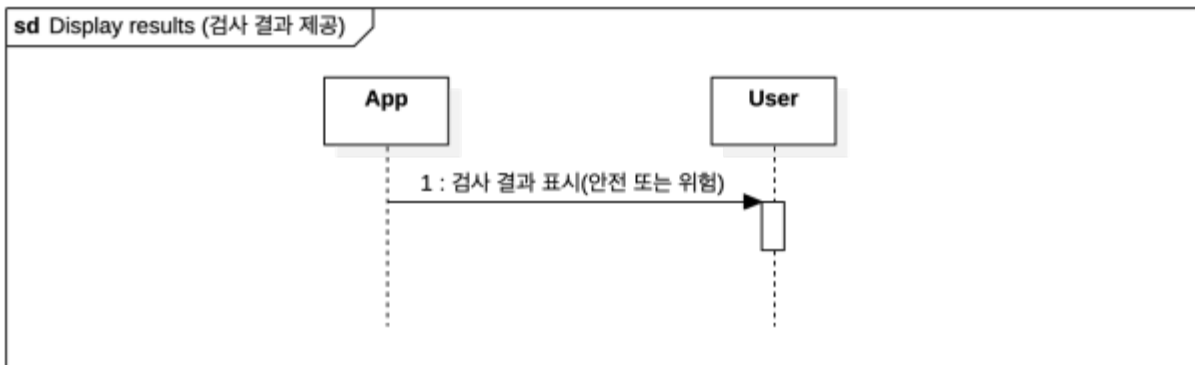 sd Display results (검사 결과 제공)
App
User
1 : 검사 결과 표시(안전 또는 위험)